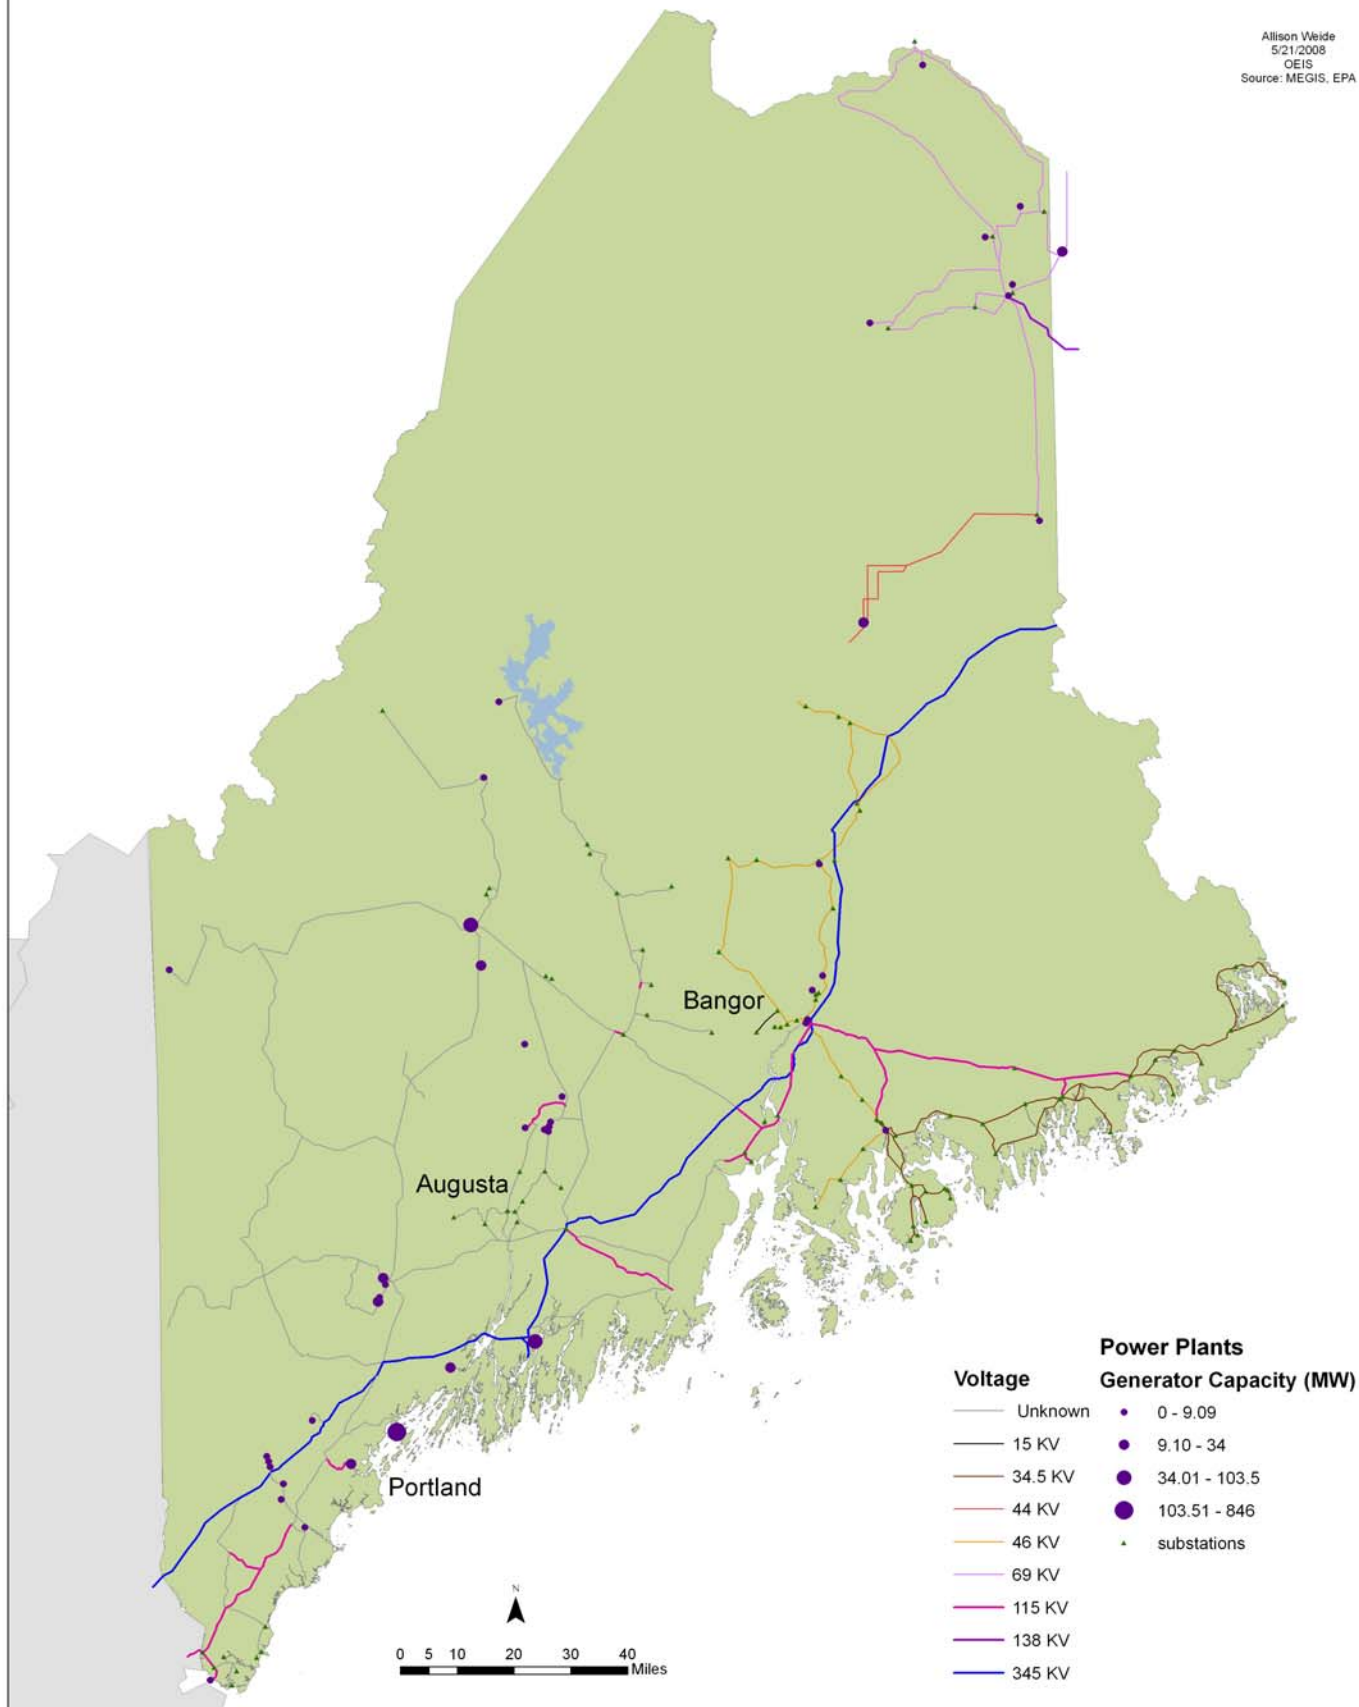 Allison Weide
5/21/2008
OEIS
Source: MEGIS, EPA
Bangor
Augusta
Portland
Power Plants
Voltage
Generator Capacity (MW)
Unknown
0 - 9.09
15 KV
9.10 - 34
34.5 KV
34.01 - 103.5
44 KV
103.51 - 846
46 KV
substations
69 KV
115 KV
138 KV
345 KV
N
0 5 10 20 30 40
Miles